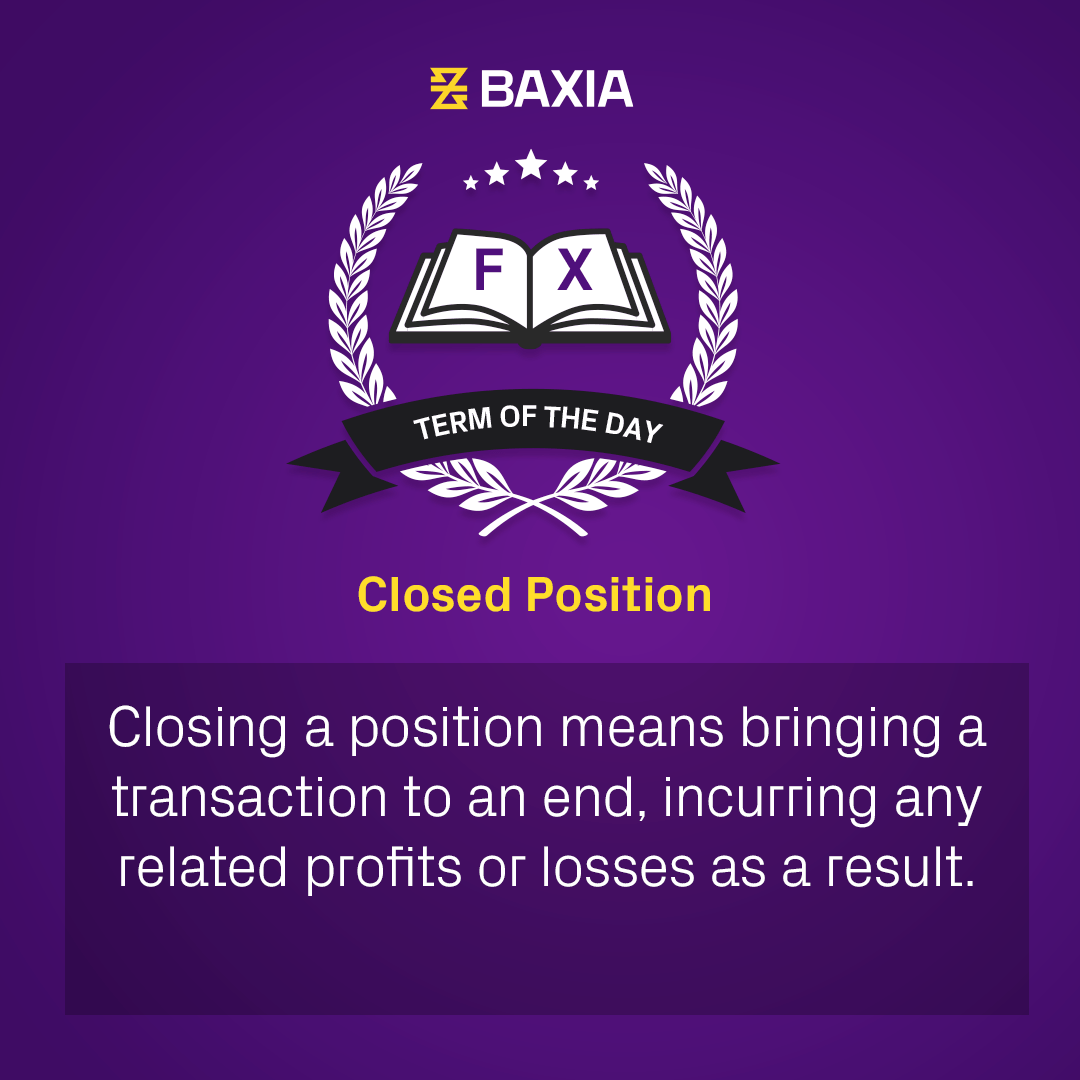 BAXIA
F X
TERM OF THE DAY
Closed Position
Closing a position means bringing a
transaction to an end, incurring any
related profits or losses as a result.